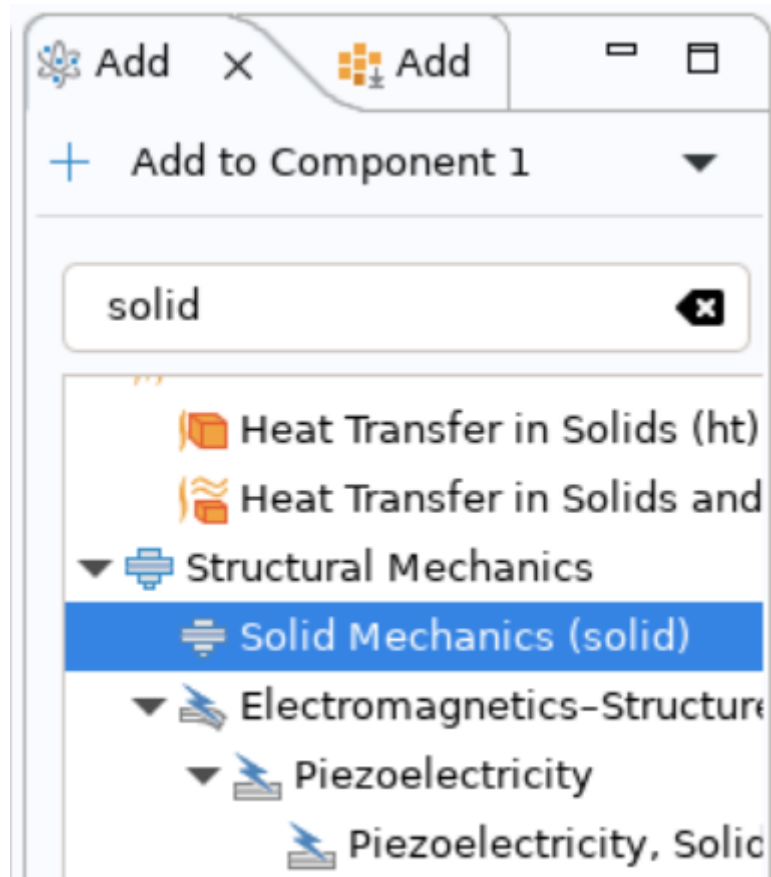 Add Add
Add to Component 1
solid
Heat Transfer in Solids (ht)
Heat Transfer in Solids and
Structural Mechanics
Solid Mechanics (solid)
Electromagnetics–Structure
Piezoelectricity
Piezoelectricity, Solid